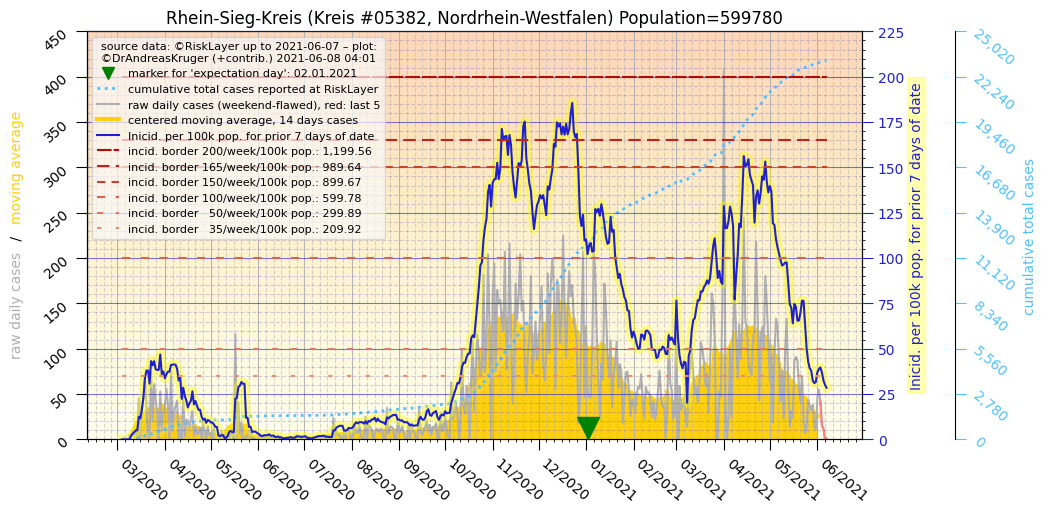 Rhein-Sieg-Kreis (Kreis #05382, Nordrhein-Westfalen) Population=599780
source data: ©RiskLayer up to 2021-06-07 – plot:
©DrAndreasKruger (+contrib.) 2021-06-08 04:01
marker for 'expectation day': 02.01.2021
cumulative total cases reported at RiskLayer
raw daily cases (weekend-flawed), red: last 5
centered moving average, 14 days cases
Inicid. per 100k pop. for prior 7 days of date
incid. border 200/week/100k pop.: 1,199.56
incid. border 165/week/100k pop.: 989.64
incid. border 150/week/100k pop.: 899.67
incid. border 100/week/100k pop.: 599.78
incid. border   50/week/100k pop.: 299.89
incid. border   35/week/100k pop.: 209.92
raw daily cases   /   moving average
450
400
350
300
250
200
150
100
50
0
03/2020
04/2020
05/2020
06/2020
07/2020
08/2020
09/2020
10/2020
11/2020
12/2020
01/2021
02/2021
03/2021
04/2021
05/2021
06/2021
225
200
175
150
125
100
75
50
25
0
Inicid. per 100k pop. for prior 7 days of date
25,020
22,240
19,460
16,680
13,900
11,120
8,340
5,560
2,780
0
cumulative total cases